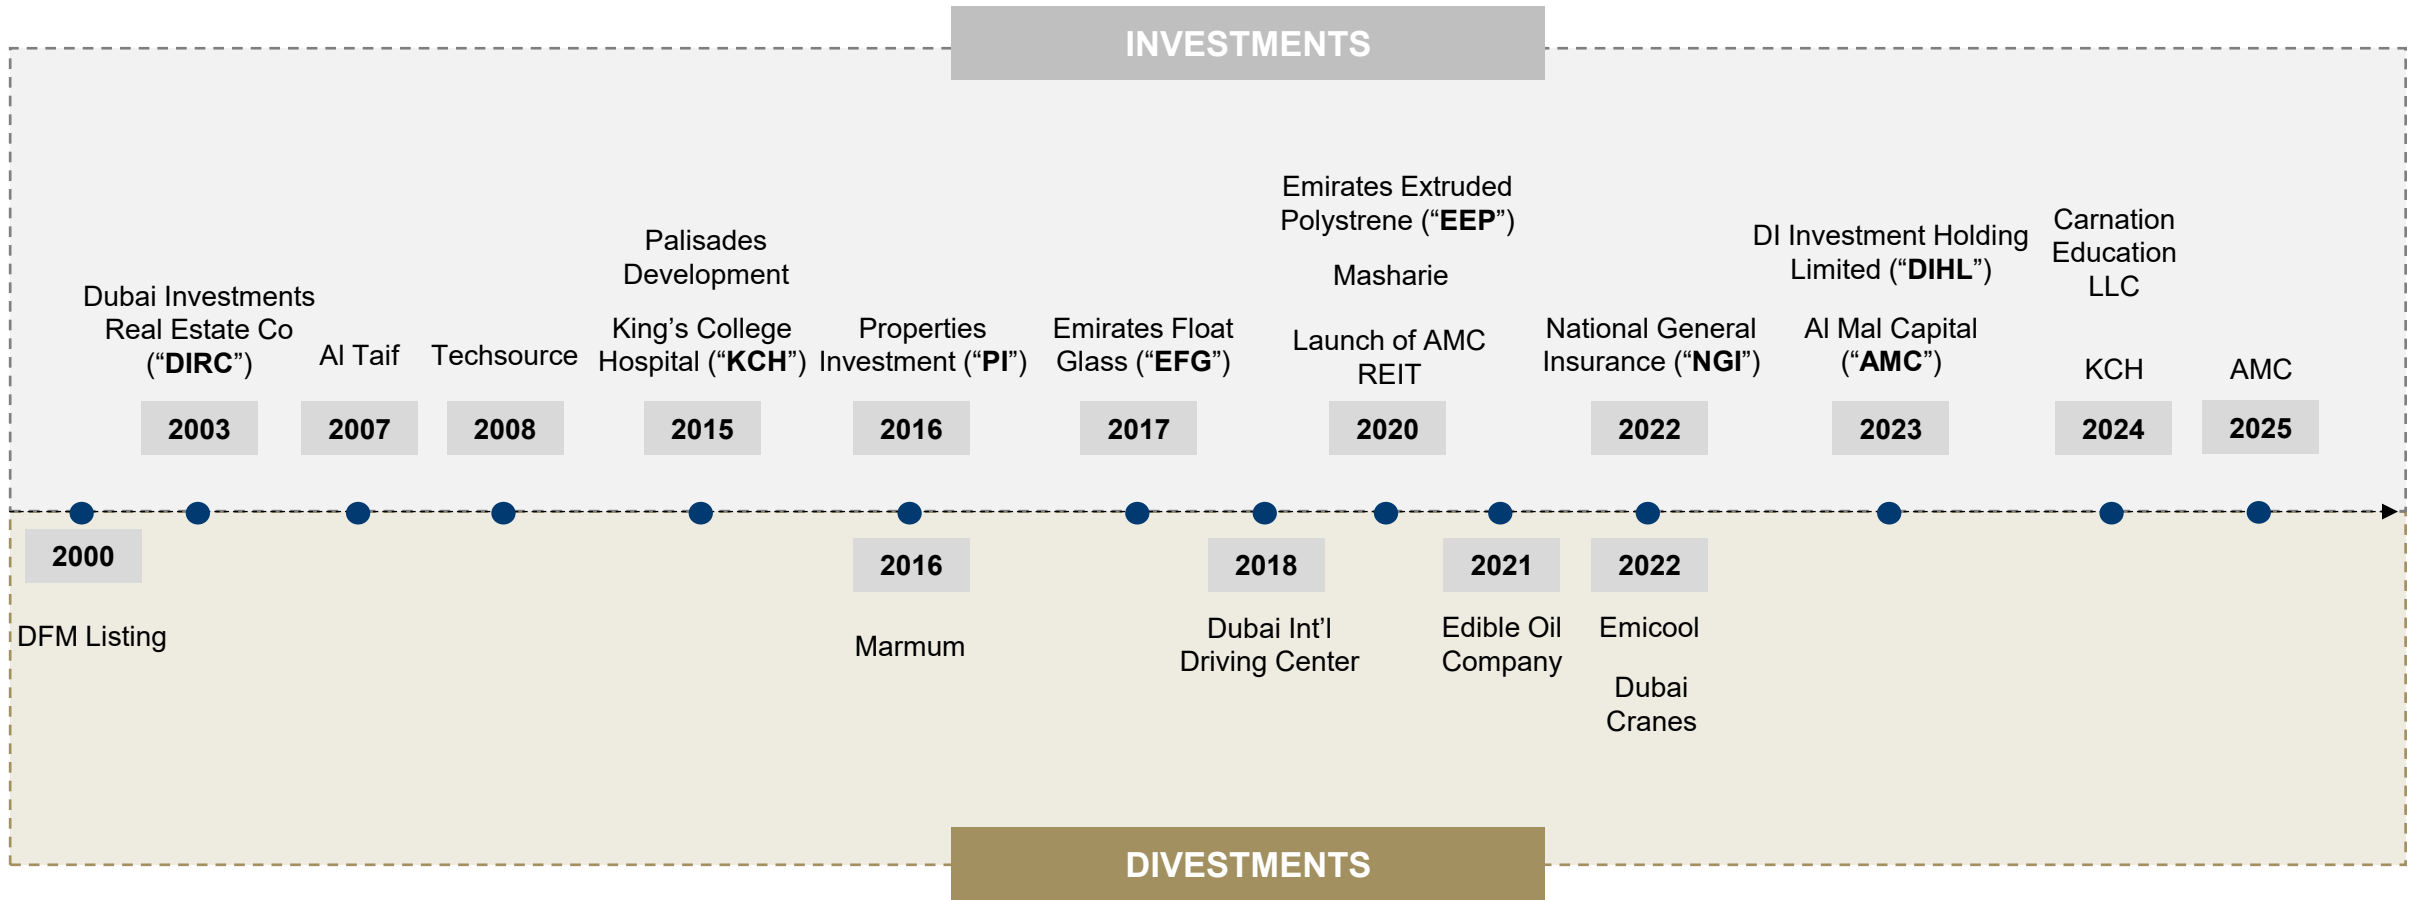 INVESTMENTS
Dubai Investments
Real Estate Co
(“DIRC”)
2003
Al Taif
2007
Techsource
2008
Palisades
Development
King’s College
Hospital (“KCH”)
2015
Properties
Investment (“PI”)
2016
Emirates Float
Glass (“EFG”)
2017
Emirates Extruded
Polystrene (“EEP”)
Masharie
Launch of AMC
REIT
2020
National General
Insurance (“NGI”)
2022
DI Investment Holding
Limited (“DIHL”)
Al Mal Capital
(“AMC”)
2023
Carnation
Education
LLC
KCH
2024
AMC
2025
2000
DFM Listing
2016
Marmum
2018
Dubai Int’l
Driving Center
2021
Edible Oil
Company
2022
Emicool
Dubai
Cranes
DIVESTMENTS